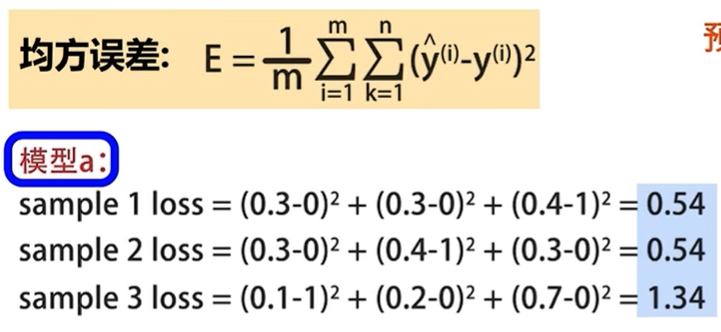 均方误差: E = 1/m m∑i=1 n∑k=1 (ŷ⁽ⁱ⁾-y⁽ⁱ⁾)²
模型a:
sample 1 loss = (0.3-0)² + (0.3-0)² + (0.4-1)² = 0.54
sample 2 loss = (0.3-0)² + (0.4-1)² + (0.3-0)² = 0.54
sample 3 loss = (0.1-1)² + (0.2-0)² + (0.7-0)² = 1.34